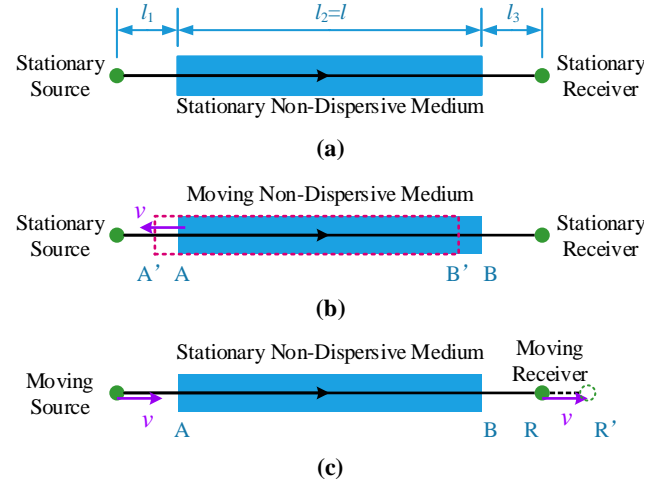 l₁ l₂=l l₃
Stationary Source
Stationary Receiver
Stationary Non-Dispersive Medium
(a)
Moving Non-Dispersive Medium
v
Stationary Source
Stationary Receiver
A’ A B’ B
(b)
Stationary Non-Dispersive Medium
Moving Receiver
Moving Source
v
v
A B R R’
(c)